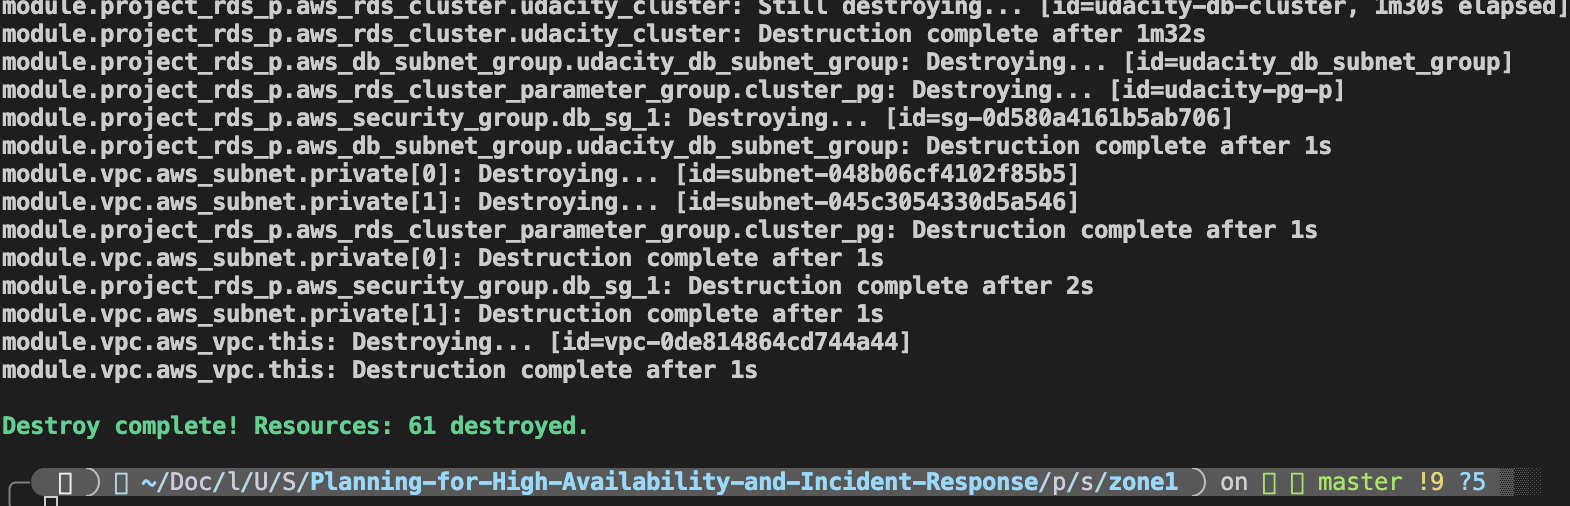 module.project_rds_p.aws_rds_cluster.udacity_cluster: Still destroying... [id=udacity-db-cluster, 1m30s elapsed]
module.project_rds_p.aws_rds_cluster.udacity_cluster: Destruction complete after 1m32s
module.project_rds_p.aws_db_subnet_group.udacity_db_subnet_group: Destroying... [id=udacity_db_subnet_group]
module.project_rds_p.aws_rds_cluster_parameter_group.cluster_pg: Destroying... [id=udacity-pg-p]
module.project_rds_p.aws_security_group.db_sg_1: Destroying... [id=sg-0d580a4161b5ab706]
module.project_rds_p.aws_db_subnet_group.udacity_db_subnet_group: Destruction complete after 1s
module.vpc.aws_subnet.private[0]: Destroying... [id=subnet-048b06cf4102f85b5]
module.vpc.aws_subnet.private[1]: Destroying... [id=subnet-045c3054330d5a546]
module.project_rds_p.aws_rds_cluster_parameter_group.cluster_pg: Destruction complete after 1s
module.vpc.aws_subnet.private[0]: Destruction complete after 1s
module.project_rds_p.aws_security_group.db_sg_1: Destruction complete after 2s
module.vpc.aws_subnet.private[1]: Destruction complete after 1s
module.vpc.aws_vpc.this: Destroying... [id=vpc-0de814864cd744a44]
module.vpc.aws_vpc.this: Destruction complete after 1s
Destroy complete! Resources: 61 destroyed.
~/Doc/l/U/S/Planning-for-High-Availability-and-Incident-Response/p/s/zone1 on master !9 ?5